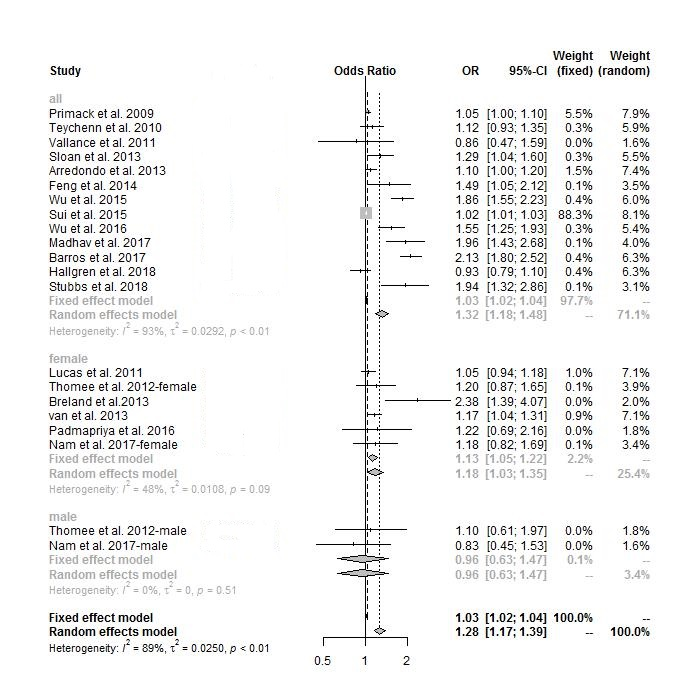 Weight Weight
Study Odds Ratio OR 95%-CI (fixed) (random)
all
Primack et al. 2009 1.05 [1.00; 1.10] 5.5% 7.9%
Teychenn et al. 2010 1.12 [0.93; 1.35] 0.3% 5.9%
Vallance et al. 2011 0.86 [0.47; 1.59] 0.0% 1.6%
Sloan et al. 2013 1.29 [1.04; 1.60] 0.3% 5.5%
Arredondo et al. 2013 1.10 [1.00; 1.20] 1.5% 7.4%
Feng et al. 2014 1.49 [1.05; 2.12] 0.1% 3.5%
Wu et al. 2015 1.86 [1.55; 2.23] 0.4% 6.0%
Sui et al. 2015 1.02 [1.01; 1.03] 88.3% 8.1%
Wu et al. 2016 1.55 [1.25; 1.93] 0.3% 5.4%
Madhav et al. 2017 1.96 [1.43; 2.68] 0.1% 4.0%
Barros et al. 2017 2.13 [1.80; 2.52] 0.4% 6.3%
Hallgren et al. 2018 0.93 [0.79; 1.10] 0.4% 6.3%
Stubbs et al. 2018 1.94 [1.32; 2.86] 0.1% 3.1%
Fixed effect model 1.03 [1.02; 1.04] 97.7% --
Random effects model 1.32 [1.18; 1.48] -- 71.1%
Heterogeneity: I² = 93%, τ² = 0.0292, p < 0.01
female
Lucas et al. 2011 1.05 [0.94; 1.18] 1.0% 7.1%
Thomee et al. 2012-female 1.20 [0.87; 1.65] 0.1% 3.9%
Breland et al.2013 2.38 [1.39; 4.07] 0.0% 2.0%
van et al. 2013 1.17 [1.04; 1.31] 0.9% 7.1%
Padmapriya et al. 2016 1.22 [0.69; 2.16] 0.0% 1.8%
Nam et al. 2017-female 1.18 [0.82; 1.69] 0.1% 3.4%
Fixed effect model 1.13 [1.05; 1.22] 2.2% --
Random effects model 1.18 [1.03; 1.35] -- 25.4%
Heterogeneity: I² = 48%, τ² = 0.0108, p = 0.09
male
Thomee et al. 2012-male 1.10 [0.61; 1.97] 0.0% 1.8%
Nam et al. 2017-male 0.83 [0.45; 1.53] 0.0% 1.6%
Fixed effect model 0.96 [0.63; 1.47] 0.1% --
Random effects model 0.96 [0.63; 1.47] -- 3.4%
Heterogeneity: I² = 0%, τ² = 0, p = 0.51
Fixed effect model 1.03 [1.02; 1.04] 100.0% --
Random effects model 1.28 [1.17; 1.39] -- 100.0%
Heterogeneity: I² = 89%, τ² = 0.0250, p < 0.01
0.5 1 2